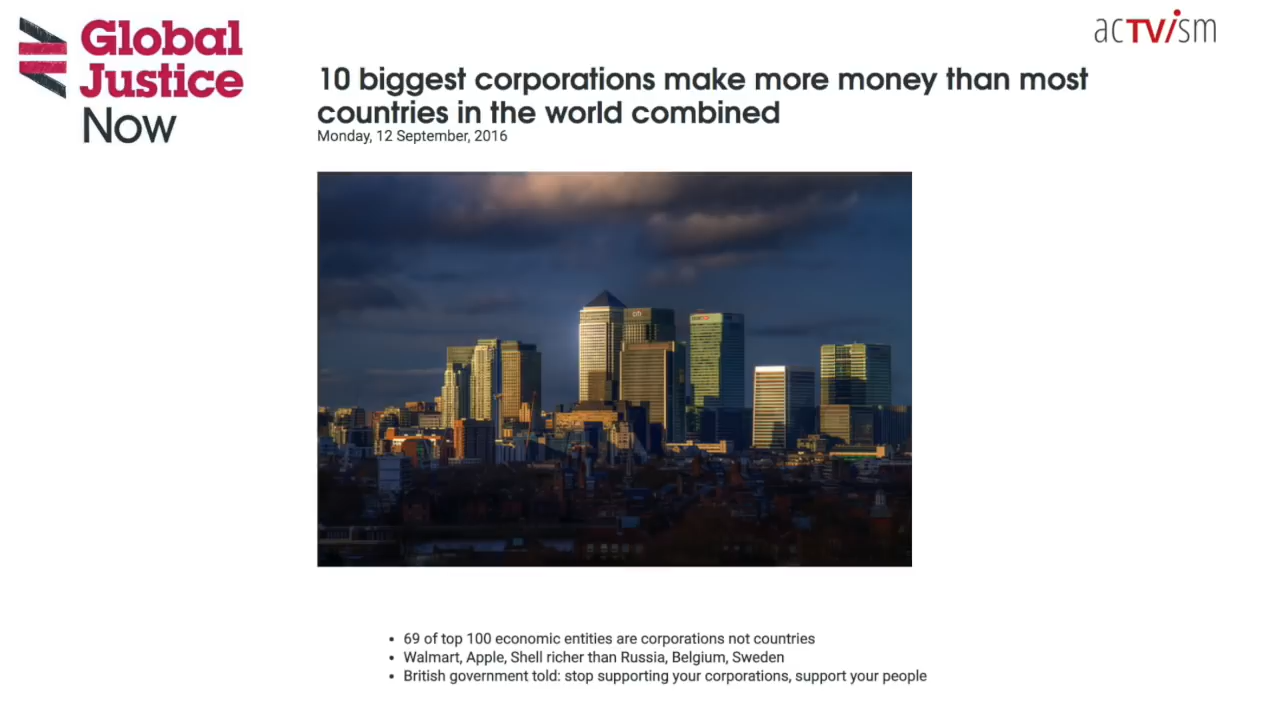 Global
Justice
Now
acTVism
10 biggest corporations make more money than most
countries in the world combined
Monday, 12 September, 2016
citi
69 of top 100 economic entities are corporations not countries
Walmart, Apple, Shell richer than Russia, Belgium, Sweden
British government told: stop supporting your corporations, support your people